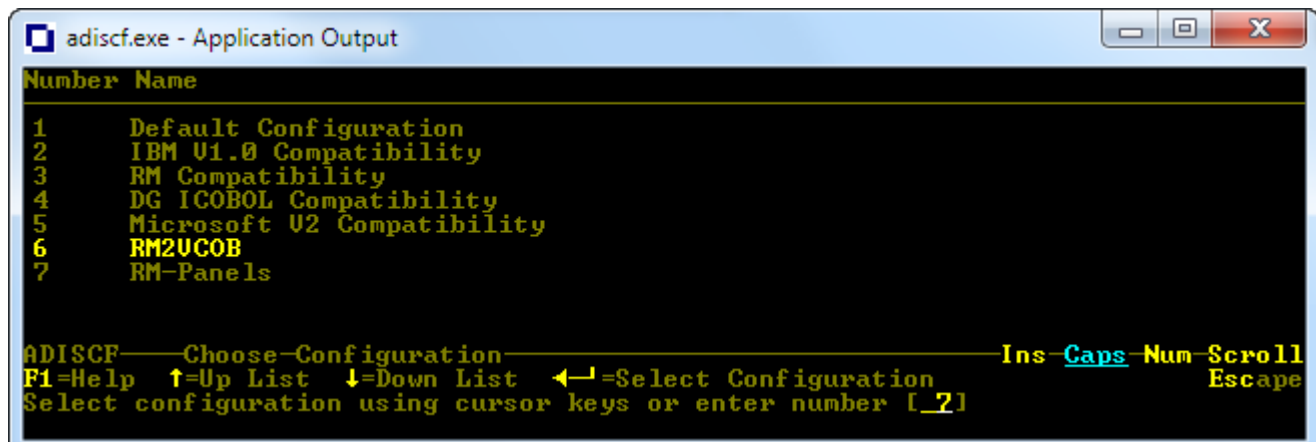 adiscf.exe - Application Output
Number Name
1 Default Configuration
2 IBM V1.0 Compatibility
3 RM Compatibility
4 DG ICOBOL Compatibility
5 Microsoft V2 Compatibility
6 RM2VCOB
7 RM-Panels
ADISCF——Choose-Configuration——Ins-Caps-Num-Scroll
F1=Help ↑=Up List ↓=Down List ◄─┘=Select Configuration Escape
Select configuration using cursor keys or enter number [_7]